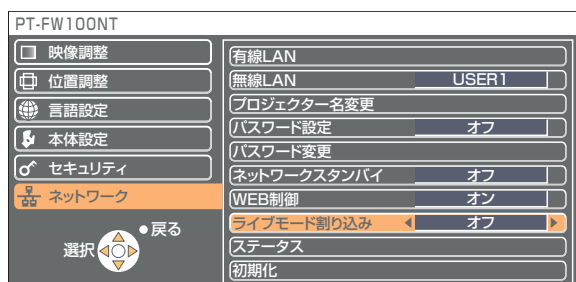 PT-FW100NT
映像調整
位置調整
言語設定
本体設定
セキュリティ
ネットワーク
●戻る
選択
有線LAN
無線LAN USER1
プロジェクター名変更
パスワード設定 オフ
パスワード変更
ネットワークスタンバイ オフ
WEB制御 オン
ライブモード割り込み オフ
ステータス
初期化